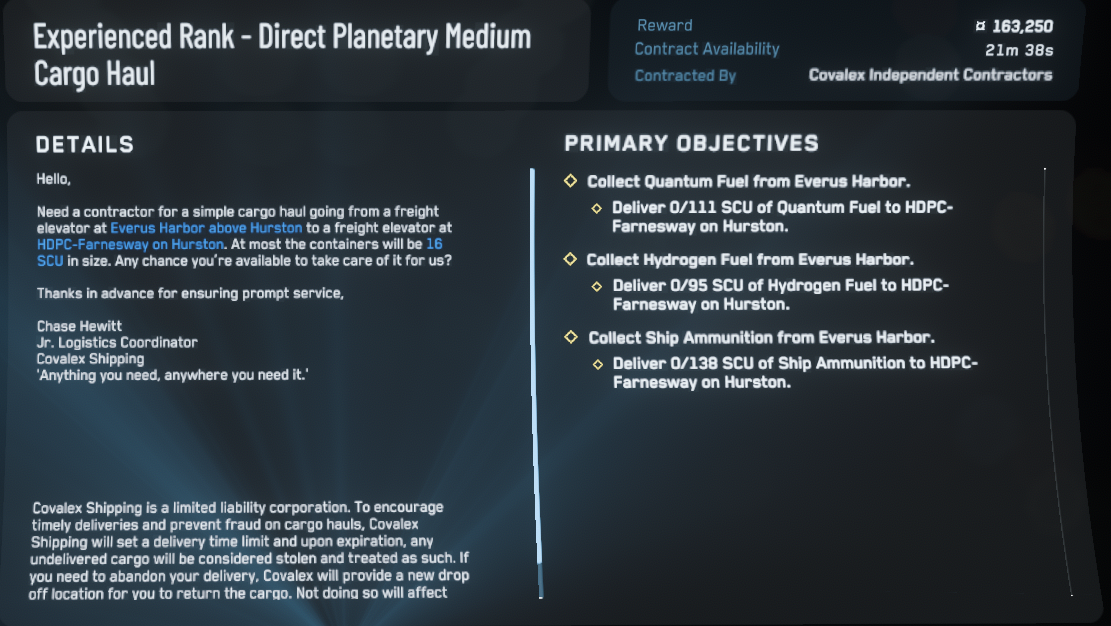 Experienced Rank - Direct Planetary Medium
Cargo Haul
Reward
¤ 163,250
Contract Availability
21m 38s
Contracted By
Covalex Independent Contractors
DETAILS
Hello,
Need a contractor for a simple cargo haul going from a freight
elevator at Everus Harbor above Hurston to a freight elevator at
HDPC-Farnesway on Hurston. At most the containers will be 16
SCU in size. Any chance you're available to take care of it for us?
Thanks in advance for ensuring prompt service,
Chase Hewitt
Jr. Logistics Coordinator
Covalex Shipping
'Anything you need, anywhere you need it.'
Covalex Shipping is a limited liability corporation. To encourage
timely deliveries and prevent fraud on cargo hauls, Covalex
Shipping will set a delivery time limit and upon expiration, any
undelivered cargo will be considered stolen and treated as such. If
you need to abandon your delivery, Covalex will provide a new drop
off location for you to return the cargo. Not doing so will affect
PRIMARY OBJECTIVES
Collect Quantum Fuel from Everus Harbor.
Deliver 0/111 SCU of Quantum Fuel to HDPC-
Farnesway on Hurston.
Collect Hydrogen Fuel from Everus Harbor.
Deliver 0/95 SCU of Hydrogen Fuel to HDPC-
Farnesway on Hurston.
Collect Ship Ammunition from Everus Harbor.
Deliver 0/138 SCU of Ship Ammunition to HDPC-
Farnesway on Hurston.